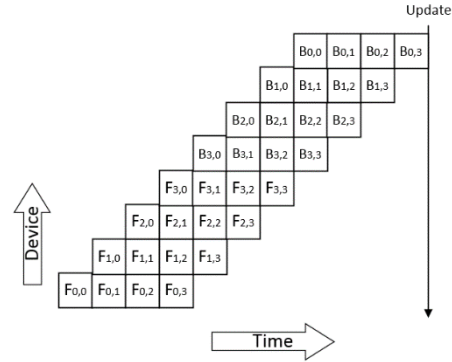 Update
B0,0 B0,1 B0,2 B0,3
B1,0 B1,1 B1,2 B1,3
B2,0 B2,1 B2,2 B2,3
B3,0 B3,1 B3,2 B3,3
F3,0 F3,1 F3,2 F3,3
F2,0 F2,1 F2,2 F2,3
F1,0 F1,1 F1,2 F1,3
F0,0 F0,1 F0,2 F0,3
Device
Time